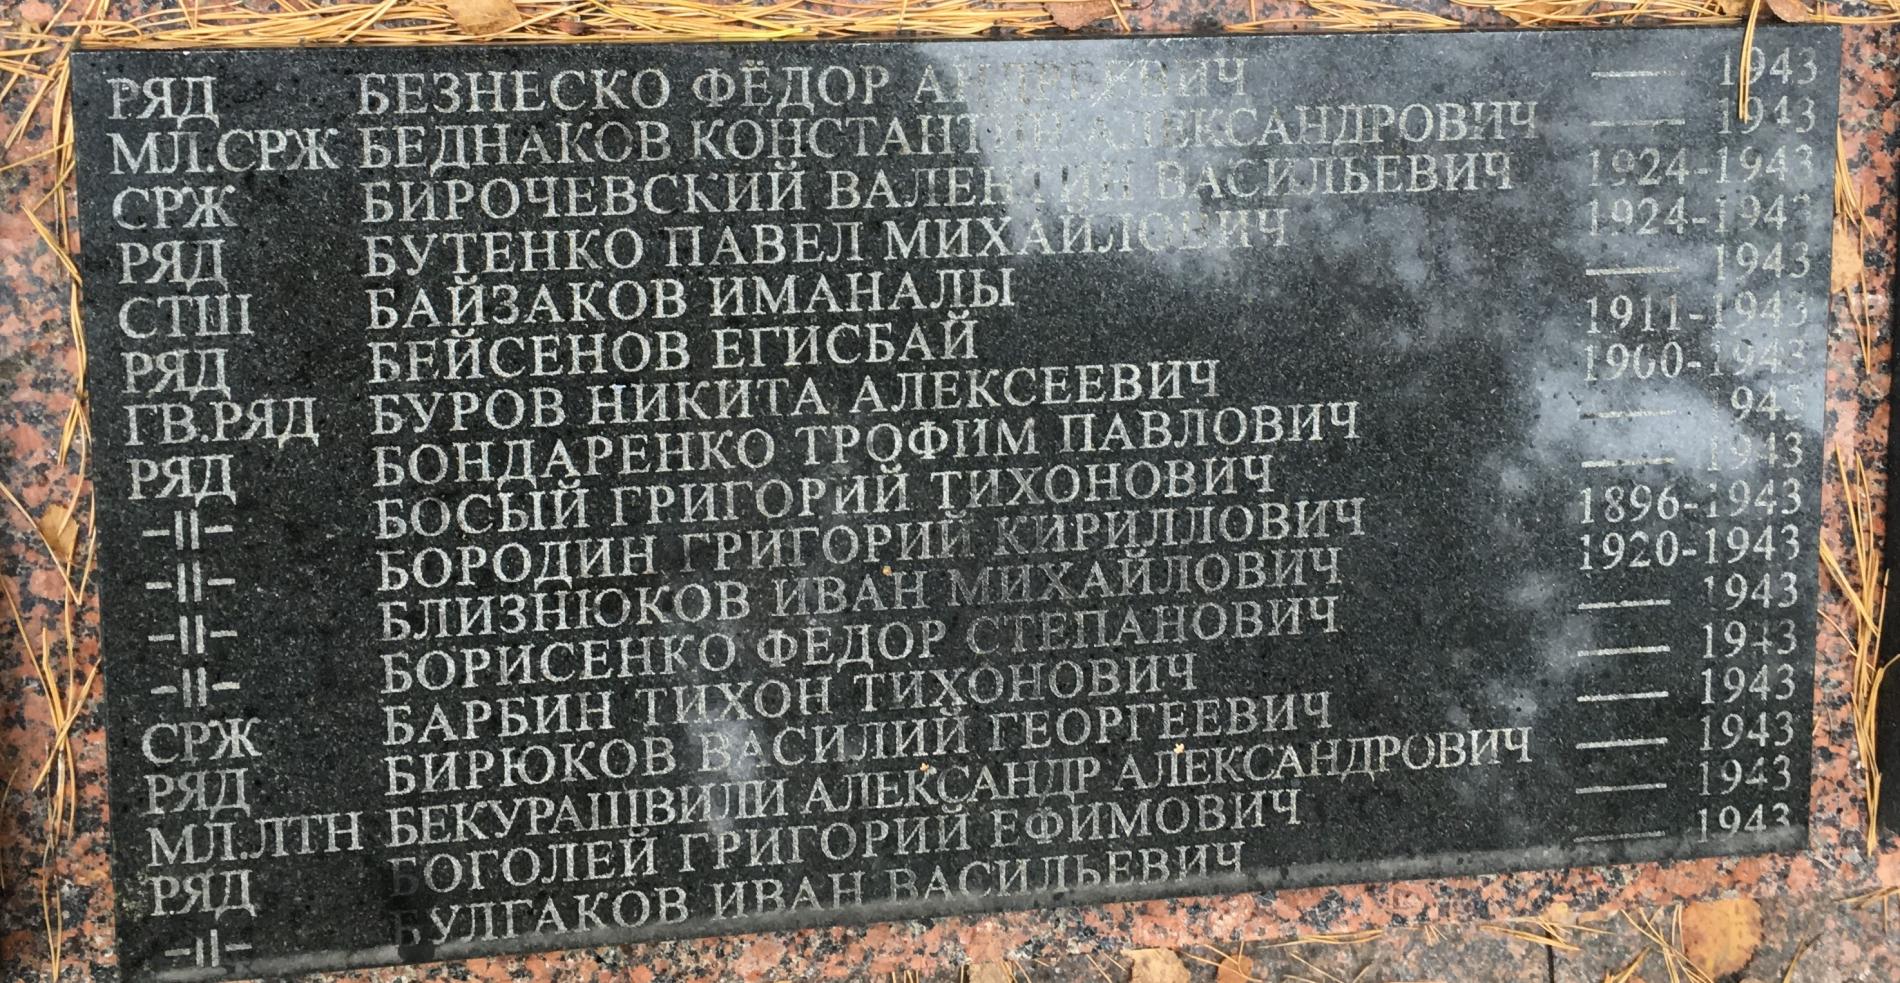 РЯД БЕЗНЕСКО ФЁДОР АНДРЕЕВИЧ — 1943
МЛ.СРЖ БЕДНАКОВ КОНСТАНТИН АЛЕКСАНДРОВИЧ — 1943
СРЖ БИРОЧЕВСКИЙ ВАЛЕНТИН ВАСИЛЬЕВИЧ 1924-1943
РЯД БУТЕНКО ПАВЕЛ МИХАЙЛОВИЧ 1924-1943
СТШ БАЙЗАКОВ ИМАНАЛЫ — 1943
РЯД БЕЙСЕНОВ ЕГИСБАЙ 1911-1943
ГВ.РЯД БУРОВ НИКИТА АЛЕКСЕЕВИЧ 1900-1943
РЯД БОНДАРЕНКО ТРОФИМ ПАВЛОВИЧ — 1943
-||- БОСЫЙ ГРИГОРИЙ ТИХОНОВИЧ — 1943
-||- БОРОДИН ГРИГОРИЙ КИРИЛЛОВИЧ 1896-1943
-||- БЛИЗНЮКОВ ИВАН МИХАЙЛОВИЧ 1920-1943
-||- БОРИСЕНКО ФЁДОР СТЕПАНОВИЧ — 1943
СРЖ БАРБИН ТИХОН ТИХОНОВИЧ — 1943
РЯД БИРЮКОВ ВАСИЛИЙ ГЕОРГЕЕВИЧ — 1943
МЛ.ЛТН БЕКУРАШВИЛИ АЛЕКСАНДР АЛЕКСАНДРОВИЧ — 1943
РЯД БОГОЛЕЙ ГРИГОРИЙ ЕФИМОВИЧ — 1943
-||- БУЛГАКОВ ИВАН ВАСИЛЬЕВИЧ — 1943